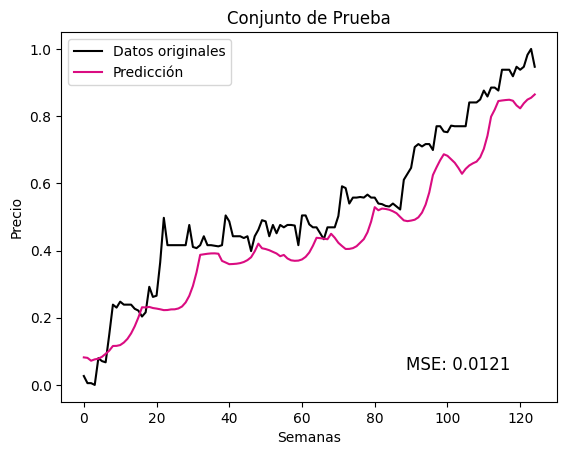 Conjunto de Prueba
Datos originales
Predicción
Precio
1.0
0.8
0.6
0.4
0.2
0.0
MSE: 0.0121
0
20
40
60
80
100
120
Semanas